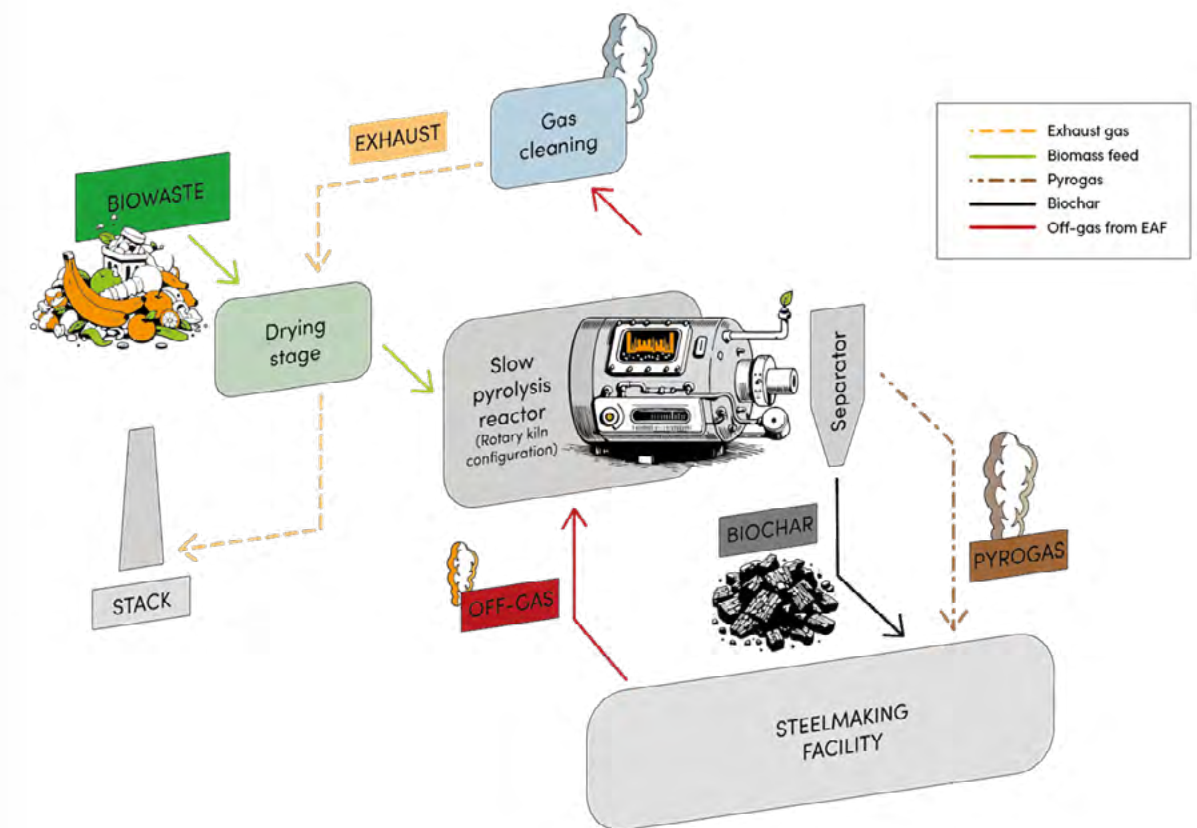 Gas
cleaning
EXHAUST
BIOWASTE
Exhaust gas
Biomass feed
Pyrogas
Biochar
Off-gas from EAF
Drying
stage
Slow
pyrolysis
reactor
(Rotary kiln
configuration)
Separator
BIOCHAR
PYROGAS
OFF-GAS
STACK
STEELMAKING
FACILITY